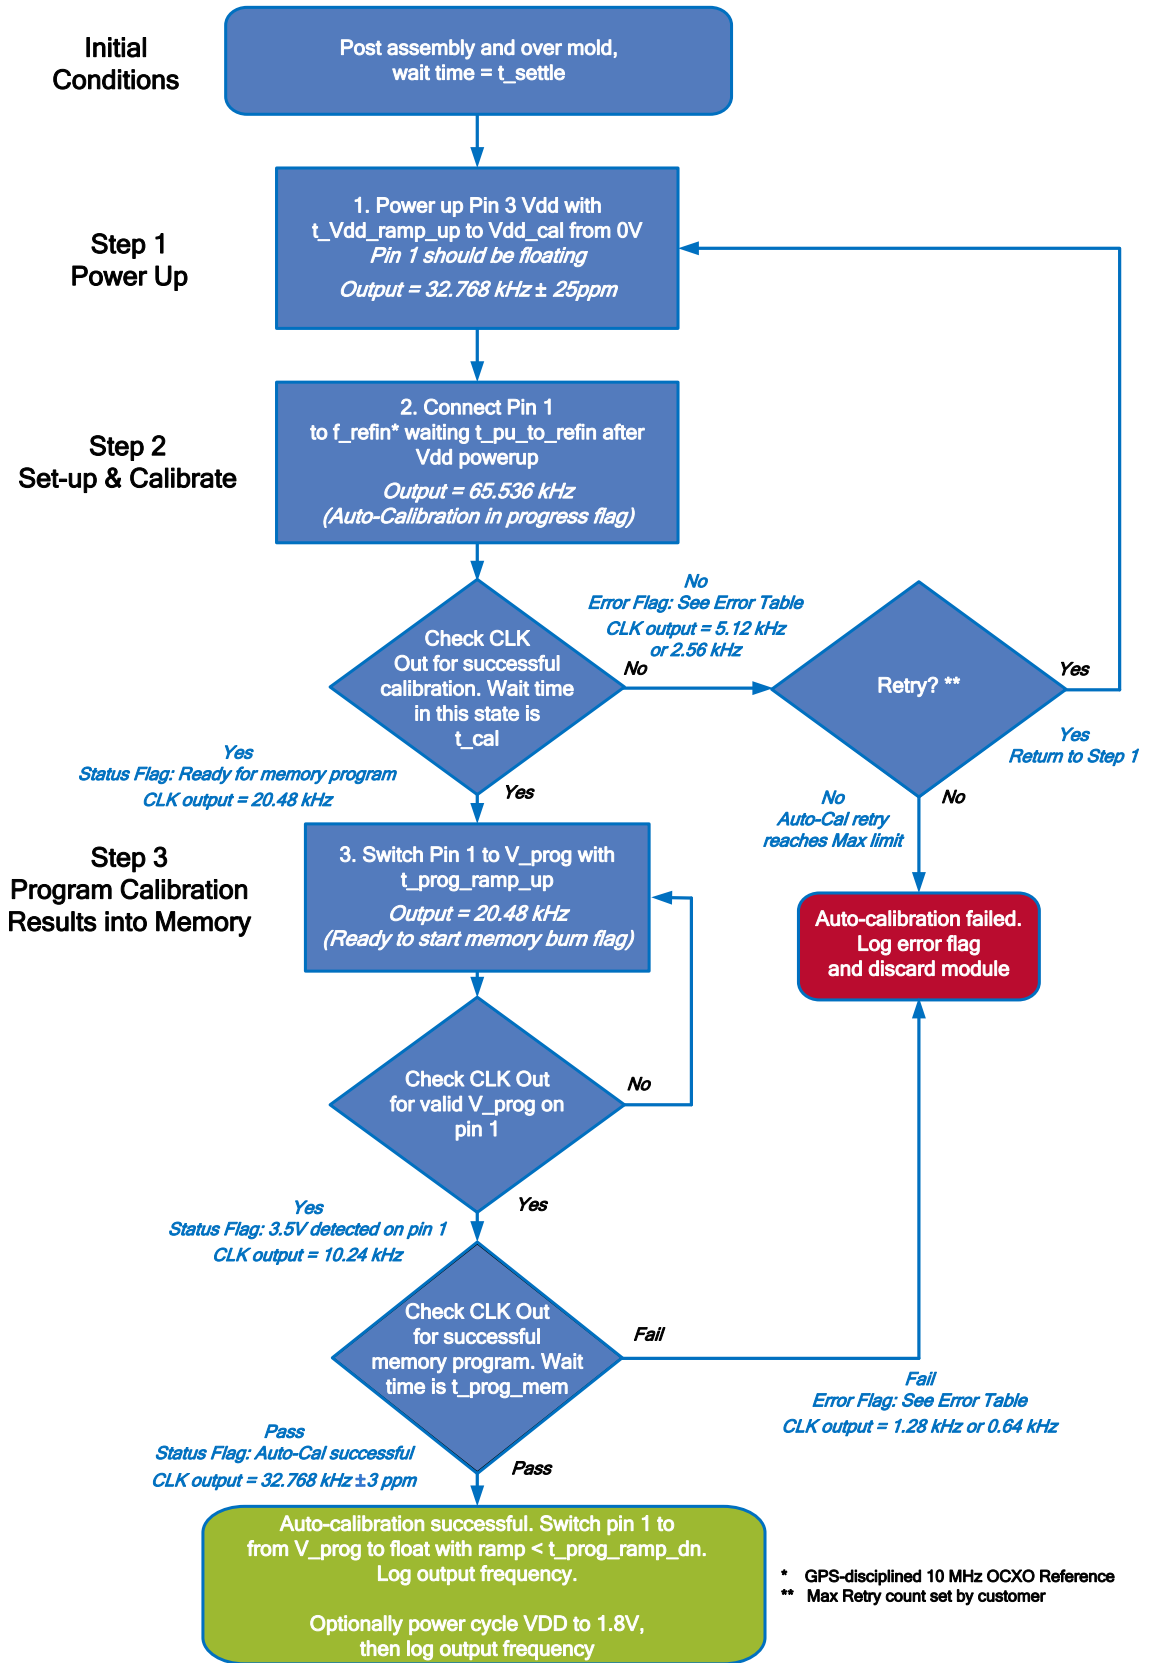 Initial
Conditions
Post assembly and over mold,
wait time = t_settle
Step 1
Power Up
1. Power up Pin 3 Vdd with
t_Vdd_ramp_up to Vdd_cal from 0V
Pin 1 should be floating
Output = 32.768 kHz ± 25ppm
Step 2
Set-up & Calibrate
2. Connect Pin 1
to f_refin* waiting t_pu_to_refin after
Vdd powerup
Output = 65.536 kHz
(Auto-Calibration in progress flag)
Check CLK
Out for successful
calibration. Wait time
in this state is
t_cal
No
Error Flag: See Error Table
CLK output = 5.12 kHz
or 2.56 kHz
No
Retry? **
Yes
Yes
Return to Step 1
Yes
Status Flag: Ready for memory program
CLK output = 20.48 kHz
Yes
No
Auto-Cal retry
reaches Max limit
No
Step 3
Program Calibration
Results into Memory
3. Switch Pin 1 to V_prog with
t_prog_ramp_up
Output = 20.48 kHz
(Ready to start memory burn flag)
Auto-calibration failed.
Log error flag
and discard module
Check CLK Out
for valid V_prog on
pin 1
No
Yes
Status Flag: 3.5V detected on pin 1
CLK output = 10.24 kHz
Yes
Check CLK Out
for successful
memory program. Wait
time is t_prog_mem
Fail
Fail
Error Flag: See Error Table
CLK output = 1.28 kHz or 0.64 kHz
Pass
Status Flag: Auto-Cal successful
CLK output = 32.768 kHz ±3 ppm
Pass
Auto-calibration successful. Switch pin 1 to
from V_prog to float with ramp < t_prog_ramp_dn.
Log output frequency.
Optionally power cycle VDD to 1.8V,
then log output frequency
* GPS-disciplined 10 MHz OCXO Reference
** Max Retry count set by customer